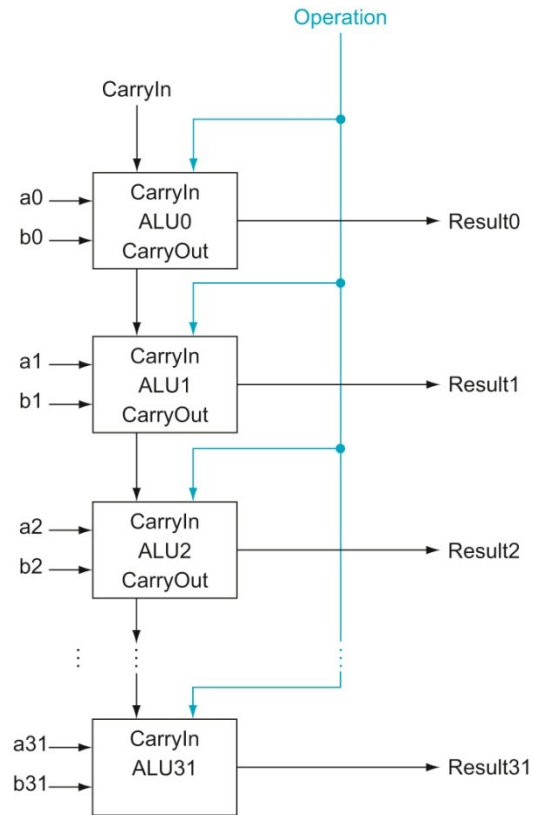 Operation
CarryIn
a0
b0
CarryIn
ALU0
CarryOut
Result0
a1
b1
CarryIn
ALU1
CarryOut
Result1
a2
b2
CarryIn
ALU2
CarryOut
Result2
a31
b31
CarryIn
ALU31
Result31